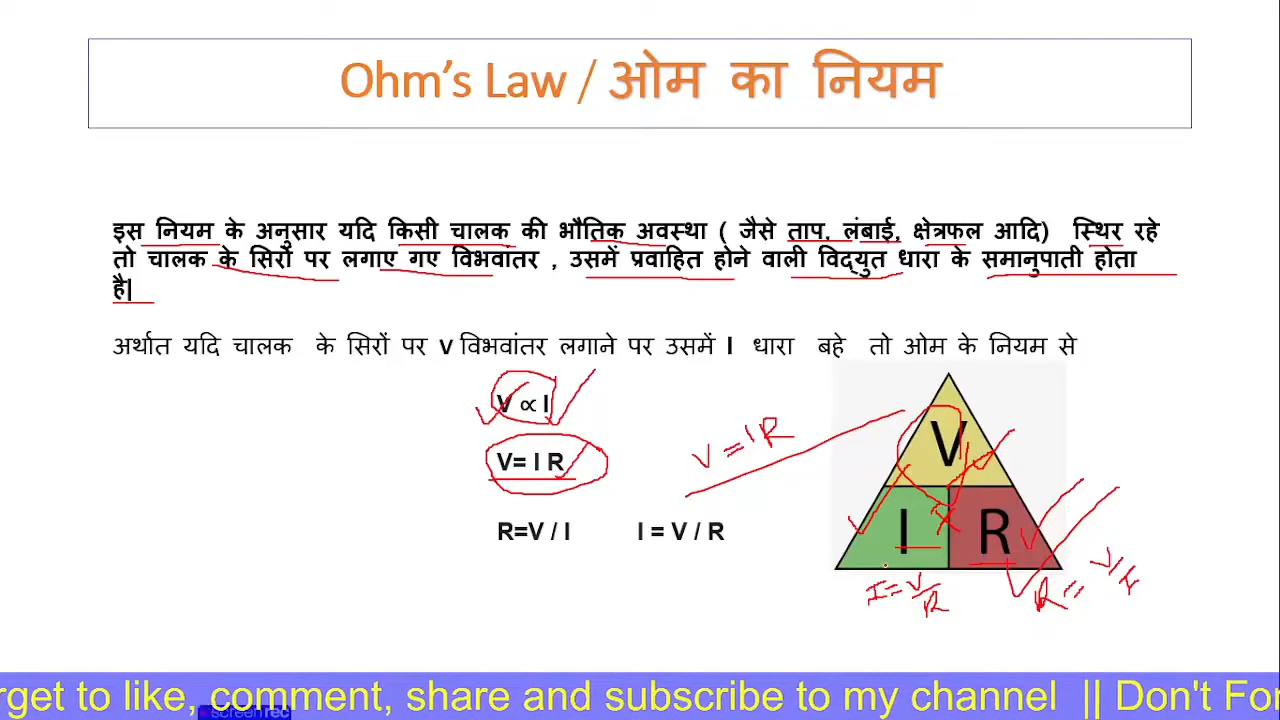 Ohm's Law / ओम का नियम
इस नियम के अनुसार यदि किसी चालक की भौतिक अवस्था ( जैसे ताप, लंबाई, क्षेत्रफल आदि) स्थिर रहे
तो चालक के सिरों पर लगाए गए विभवांतर , उसमें प्रवाहित होने वाली विद्युत धारा के समानुपाती होता
है|
अर्थात यदि चालक के सिरों पर V विभवांतर लगाने पर उसमें I धारा बहे तो ओम के नियम से
V ∝ I
V= I R
V = I R
R=V / I I = V / R
V
I R
I = V/R
R = V/I
rget to like, comment, share and subscribe to my channel || Don't For
screenrec